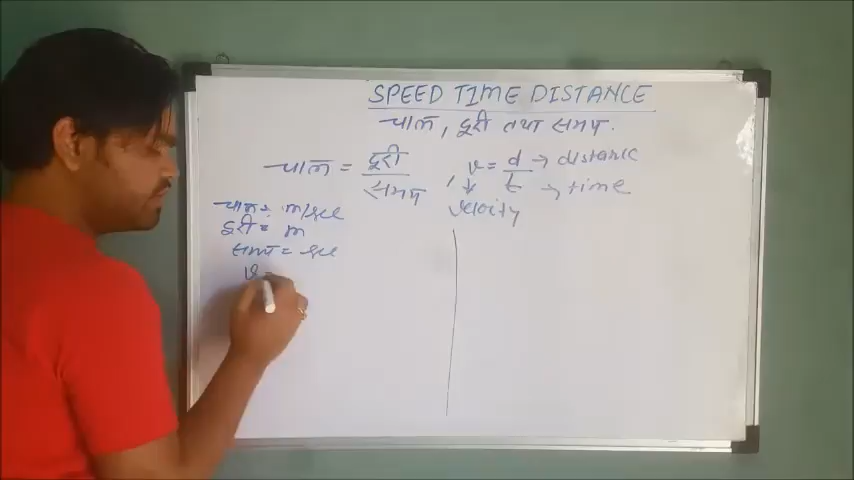 SPEED TIME DISTANCE
चाल, दूरी तथा समय.
चाल = दूरी / समय
v = d / t
→ distance
→ time
velocity
चाल = m/sec
दूरी = m
समय = sec
v =